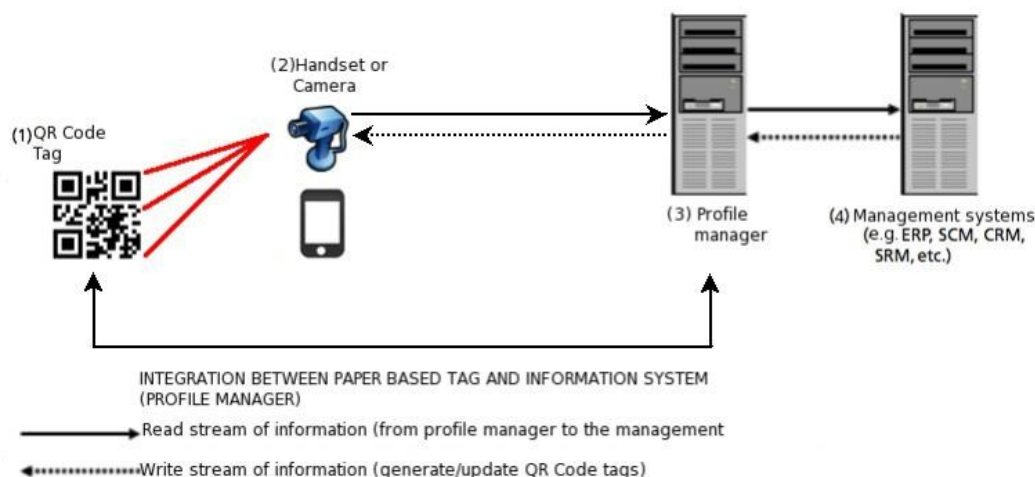 (2)Handset or
Camera
(1)QR Code
Tag
(3) Profile
manager
(4) Management systems
(e.g. ERP, SCM, CRM,
SRM, etc.)
INTEGRATION BETWEEN PAPER BASED TAG AND INFORMATION SYSTEM
(PROFILE MANAGER)
Read stream of information (from profile manager to the management
Write stream of information (generate/update QR Code tags)